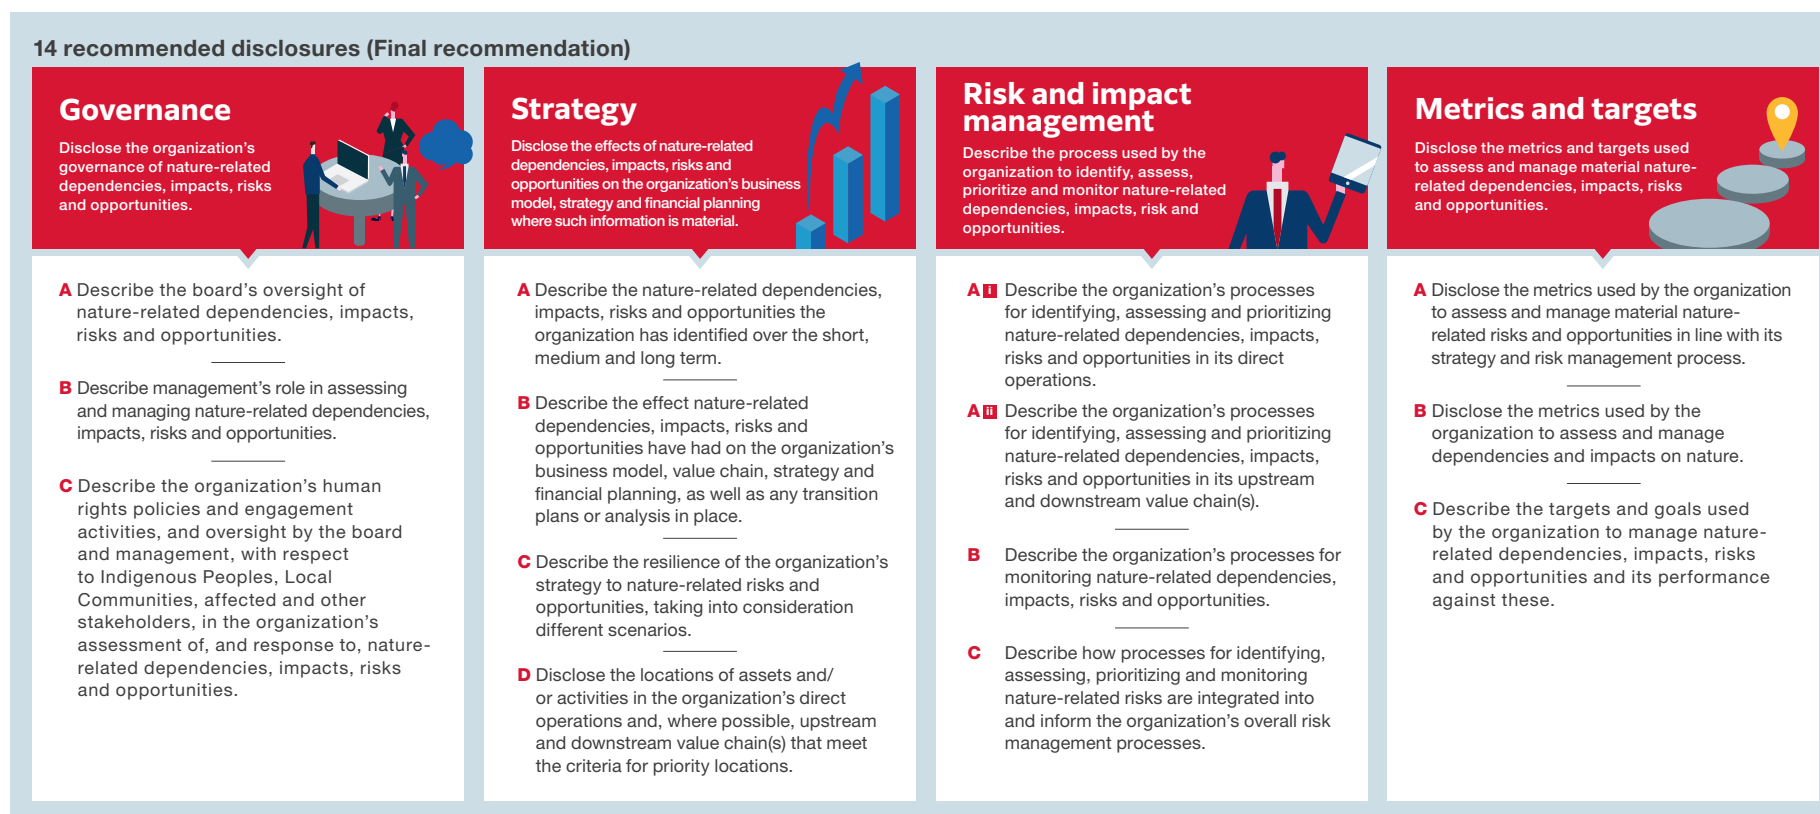 14 recommended disclosures (Final recommendation)
Governance
Disclose the organization's
governance of nature-related
dependencies, impacts, risks
and opportunities.
A Describe the board's oversight of
nature-related dependencies, impacts,
risks and opportunities.
B Describe management's role in assessing
and managing nature-related dependencies,
impacts, risks and opportunities.
C Describe the organization's human
rights policies and engagement
activities, and oversight by the board
and management, with respect
to Indigenous Peoples, Local
Communities, affected and other
stakeholders, in the organization's
assessment of, and response to, nature-
related dependencies, impacts, risks
and opportunities.
Strategy
Disclose the effects of nature-related
dependencies, impacts, risks and
opportunities on the organization's business
model, strategy and financial planning
where such information is material.
A Describe the nature-related dependencies,
impacts, risks and opportunities the
organization has identified over the short,
medium and long term.
B Describe the effect nature-related
dependencies, impacts, risks and
opportunities have had on the organization's
business model, value chain, strategy and
financial planning, as well as any transition
plans or analysis in place.
C Describe the resilience of the organization's
strategy to nature-related risks and
opportunities, taking into consideration
different scenarios.
D Disclose the locations of assets and/
or activities in the organization's direct
operations and, where possible, upstream
and downstream value chain(s) that meet
the criteria for priority locations.
Risk and impact
management
Describe the process used by the
organization to identify, assess,
prioritize and monitor nature-related
dependencies, impacts, risk and
opportunities.
A i Describe the organization's processes
for identifying, assessing and prioritizing
nature-related dependencies, impacts,
risks and opportunities in its direct
operations.
A ii Describe the organization's processes
for identifying, assessing and prioritizing
nature-related dependencies, impacts,
risks and opportunities in its upstream
and downstream value chain(s).
B Describe the organization's processes for
monitoring nature-related dependencies,
impacts, risks and opportunities.
C Describe how processes for identifying,
assessing, prioritizing and monitoring
nature-related risks are integrated into
and inform the organization's overall risk
management processes.
Metrics and targets
Disclose the metrics and targets used
to assess and manage material nature-
related dependencies, impacts, risks
and opportunities.
A Disclose the metrics used by the organization
to assess and manage material nature-
related risks and opportunities in line with its
strategy and risk management process.
B Disclose the metrics used by the
organization to assess and manage
dependencies and impacts on nature.
C Describe the targets and goals used
by the organization to manage nature-
related dependencies, impacts, risks
and opportunities and its performance
against these.